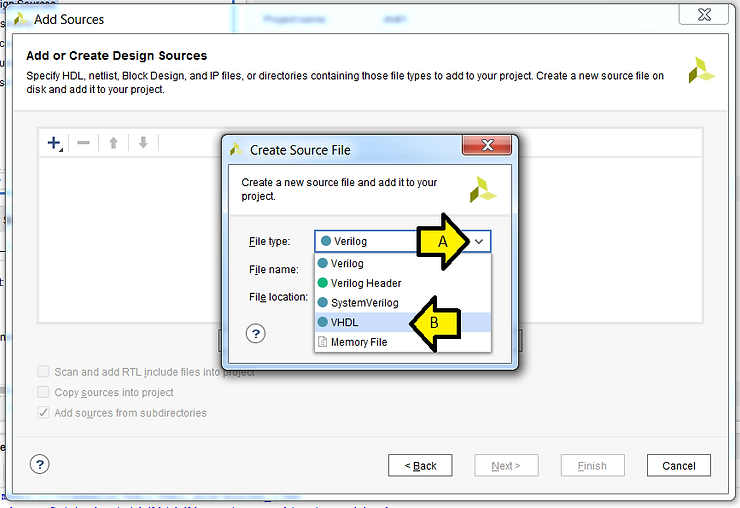 Add Sources
Add or Create Design Sources
Specify HDL, netlist, Block Design, and IP files, or directories containing those file types to add to your project. Create a new source file on
disk and add it to your project.
Create Source File
Create a new source file and add it to your
project.
File type:
Verilog
A
File name:
File location:
Verilog
Verilog Header
SystemVerilog
VHDL
B
Memory File
?
Scan and add RTL include files into project
Copy sources into project
Add sources from subdirectories
?
< Back
Next >
Finish
Cancel